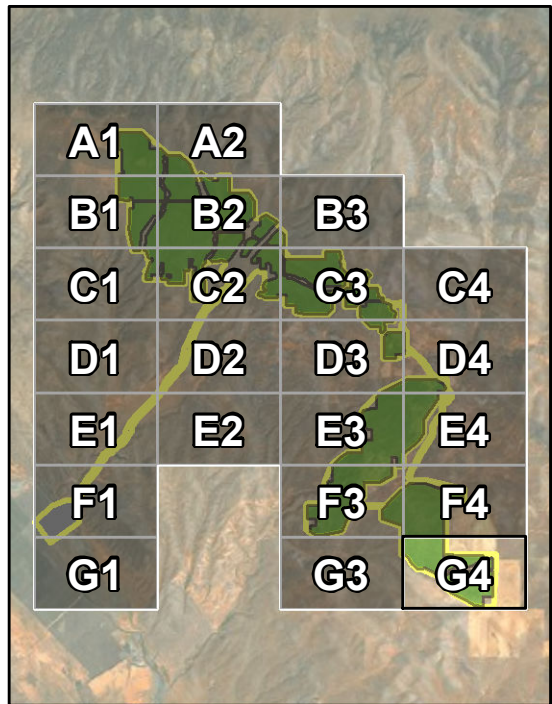 A1 A2
B1 B2 B3
C1 C2 C3 C4
D1 D2 D3 D4
E1 E2 E3 E4
F1 F3 F4
G1 G3 G4